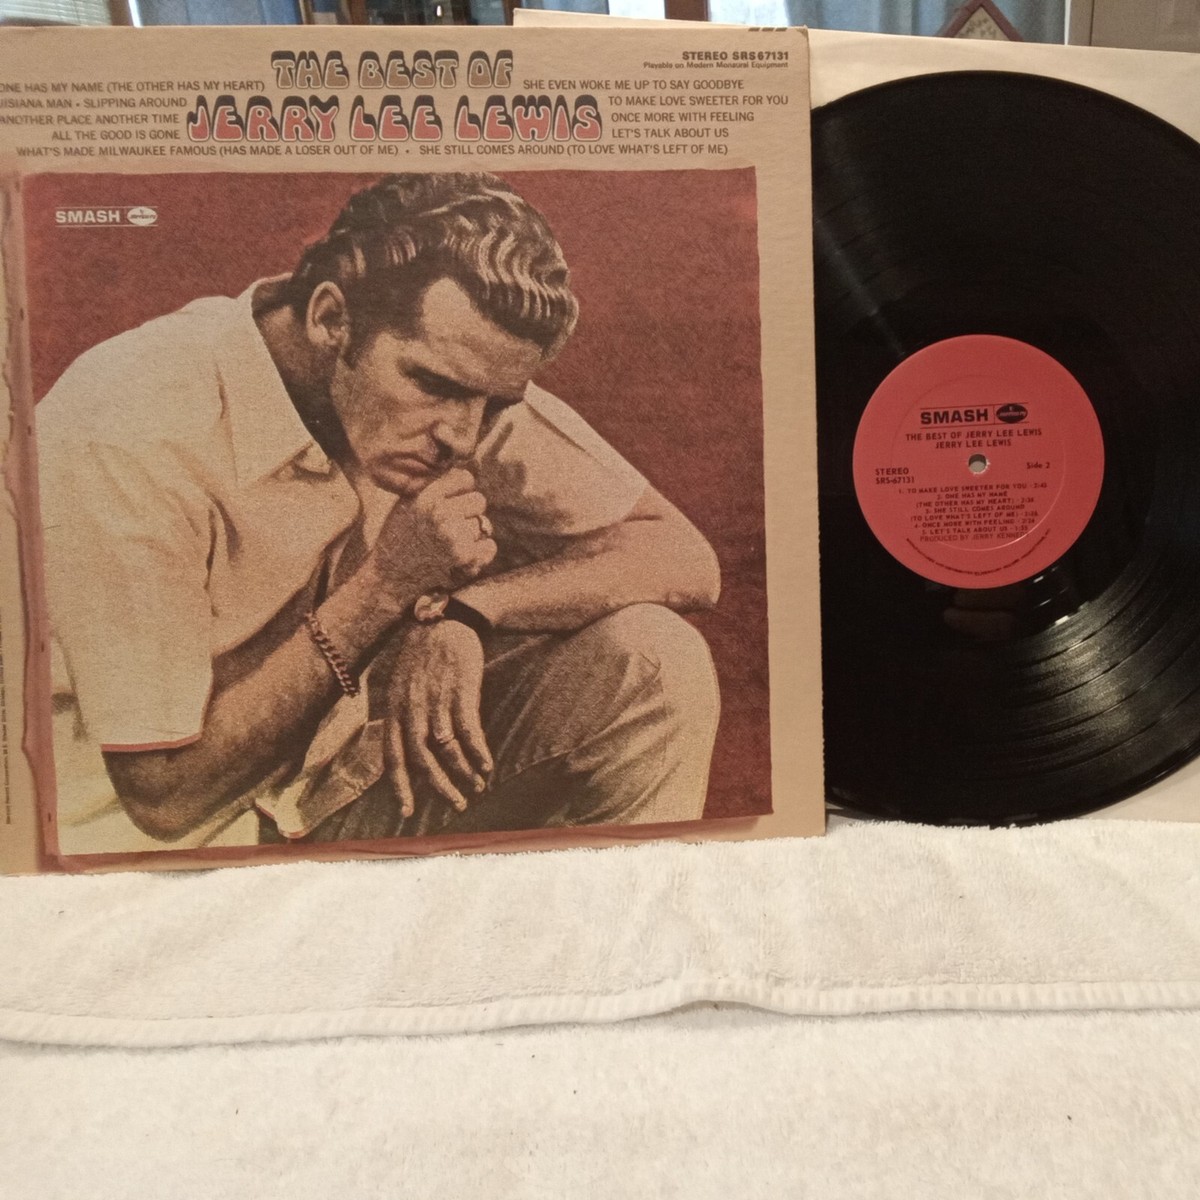 THE BEST OF
JERRY LEE LEWIS
STEREO SRS67131
Playable on Modern Monaural Equipment
ONE HAS MY NAME (THE OTHER HAS MY HEART)
SLIPPING AROUND
ANOTHER PLACE ANOTHER TIME
ALL THE GOOD IS GONE
SHE EVEN WOKE ME UP TO SAY GOODBYE
TO MAKE LOVE SWEETER FOR YOU
ONCE MORE WITH FEELING
LET'S TALK ABOUT US
WHAT'S MADE MILWAUKEE FAMOUS (HAS MADE A LOSER OUT OF ME) • SHE STILL COMES AROUND (TO LOVE WHAT'S LEFT OF ME)
SMASH
SMASH
THE BEST OF JERRY LEE LEWIS
JERRY LEE LEWIS
STEREO
SRS-67131
Side 2
1. TO MAKE LOVE SWEETER FOR YOU
2. ONE HAS MY NAME
(THE OTHER HAS MY HEART)
3. SHE STILL COMES AROUND
(TO LOVE WHAT'S LEFT OF ME)
4. ONCE MORE WITH FEELING
5. LET'S TALK ABOUT US
PRODUCED BY JERRY